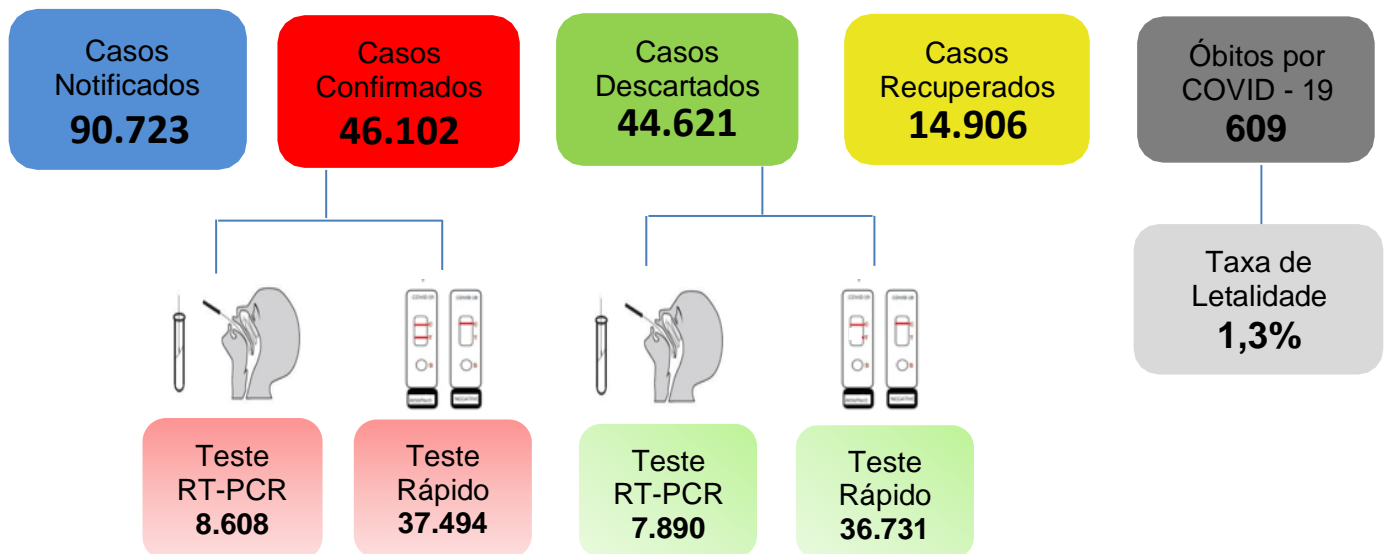 Casos
Notificados
90.723
Casos
Confirmados
46.102
Casos
Descartados
44.621
Casos
Recuperados
14.906
Óbitos por
COVID - 19
609
Taxa de
Letalidade
1,3%
Teste
RT-PCR
8.608
Teste
Rápido
37.494
Teste
RT-PCR
7.890
Teste
Rápido
36.731